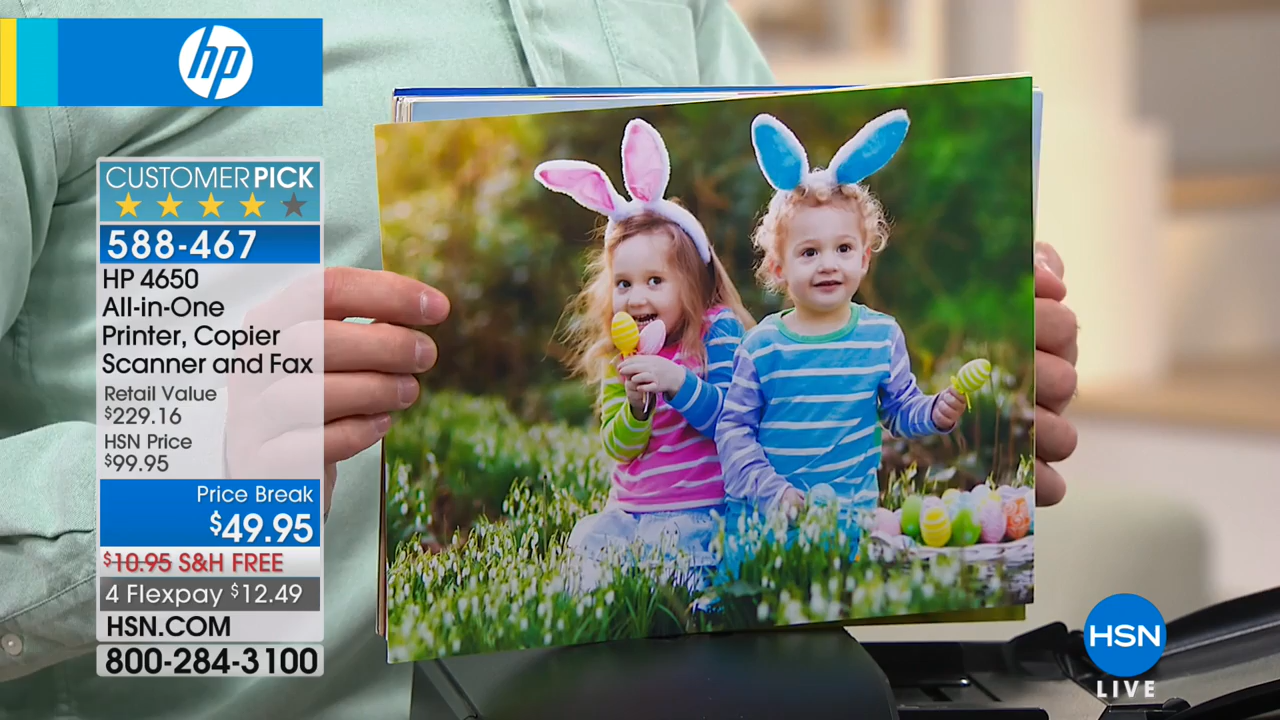 hp
CUSTOMERPICK
588-467
HP 4650
All-in-One
Printer, Copier
Scanner and Fax
Retail Value
$229.16
HSN Price
$99.95
Price Break
$49.95
$10.95 S&H FREE
4 Flexpay $12.49
HSN.COM
800-284-3100
HSN
LIVE